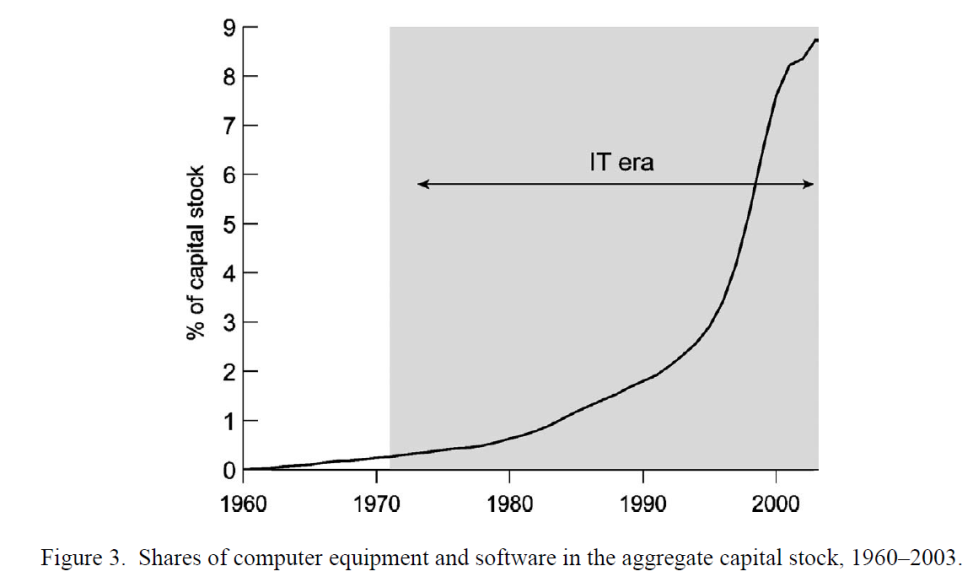 9
8
7
6
5
4
3
2
1
0
% of capital stock
IT era
1960 1970 1980 1990 2000
Figure 3. Shares of computer equipment and software in the aggregate capital stock, 1960–2003.